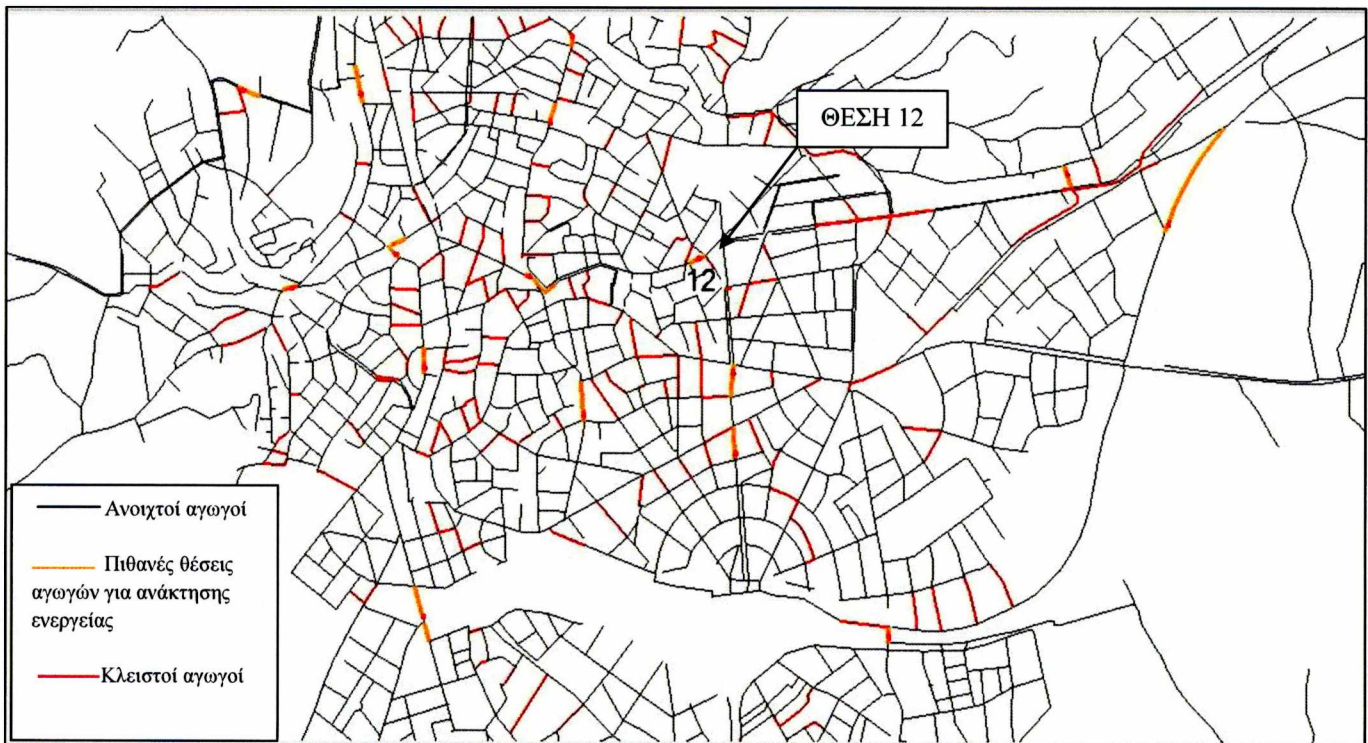 ΘΕΣΗ 12
12
Ανοιχτοί αγωγοί
Πιθανές θέσεις
αγωγών για ανάκτησης
ενεργείας
Κλειστοί αγωγοί